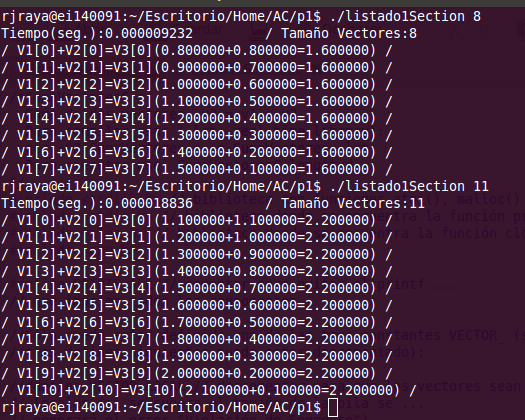 rjraya@ei140091:~/Escritorio/Home/AC/p1$ ./listado1Section 8
Tiempo(seg.):0.000009232 / Tamaño Vectores:8
/ V1[0]+V2[0]=V3[0](0.800000+0.800000=1.600000) /
/ V1[1]+V2[1]=V3[1](0.900000+0.700000=1.600000) /
/ V1[2]+V2[2]=V3[2](1.000000+0.600000=1.600000) /
/ V1[3]+V2[3]=V3[3](1.100000+0.500000=1.600000) /
/ V1[4]+V2[4]=V3[4](1.200000+0.400000=1.600000) /
/ V1[5]+V2[5]=V3[5](1.300000+0.300000=1.600000) /
/ V1[6]+V2[6]=V3[6](1.400000+0.200000=1.600000) /
/ V1[7]+V2[7]=V3[7](1.500000+0.100000=1.600000) /
rjraya@ei140091:~/Escritorio/Home/AC/p1$ ./listado1Section 11
Tiempo(seg.):0.000018836 / Tamaño Vectores:11
/ V1[0]+V2[0]=V3[0](1.100000+1.100000=2.200000) /
/ V1[1]+V2[1]=V3[1](1.200000+1.000000=2.200000) /
/ V1[2]+V2[2]=V3[2](1.300000+0.900000=2.200000) /
/ V1[3]+V2[3]=V3[3](1.400000+0.800000=2.200000) /
/ V1[4]+V2[4]=V3[4](1.500000+0.700000=2.200000) /
/ V1[5]+V2[5]=V3[5](1.600000+0.600000=2.200000) /
/ V1[6]+V2[6]=V3[6](1.700000+0.500000=2.200000) /
/ V1[7]+V2[7]=V3[7](1.800000+0.400000=2.200000) /
/ V1[8]+V2[8]=V3[8](1.900000+0.300000=2.200000) /
/ V1[9]+V2[9]=V3[9](2.000000+0.200000=2.200000) /
/ V1[10]+V2[10]=V3[10](2.100000+0.100000=2.200000) /
rjraya@ei140091:~/Escritorio/Home/AC/p1$